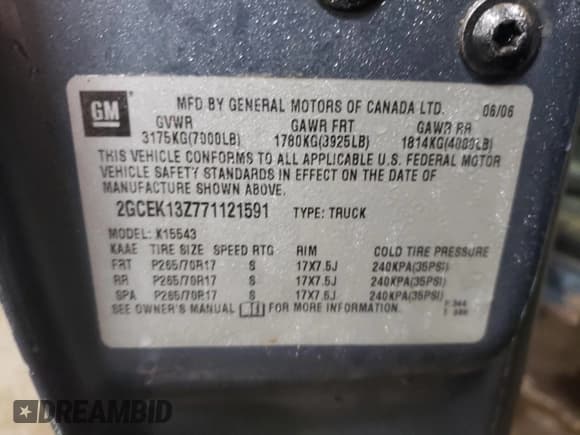 GM
MFD BY GENERAL MOTORS OF CANADA LTD. 06/06
GVWR GAWR FRT GAWR RR
3175KG(7000LB) 1780KG(3925LB) 1814KG(4000LB)
THIS VEHICLE CONFORMS TO ALL APPLICABLE U.S. FEDERAL MOTOR
VEHICLE SAFETY STANDARDS IN EFFECT ON THE DATE OF
MANUFACTURE SHOWN ABOVE.
2GCEK13Z771121591 TYPE: TRUCK
MODEL: K15543
KAAE TIRE SIZE SPEED RTG RIM COLD TIRE PRESSURE
FRT P265/70R17 S 17X7.5J 240KPA(35PSI)
RR P265/70R17 S 17X7.5J 240KPA(35PSI)
SPA P265/70R17 S 17X7.5J 240KPA(35PSI)
SEE OWNER'S MANUAL FOR MORE INFORMATION.
DREAMBID